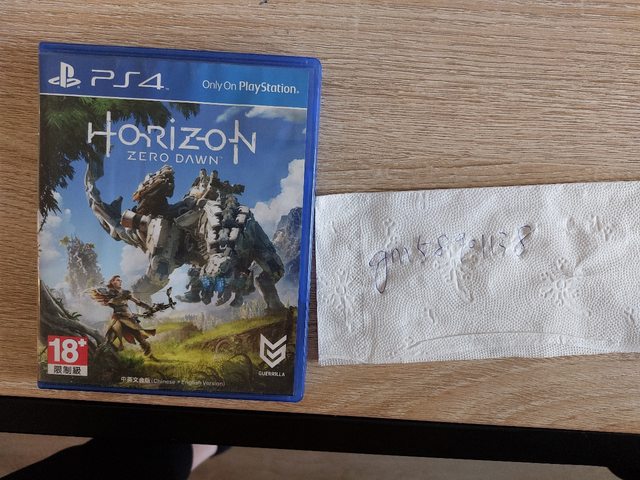 PS4
Only On PlayStation.
HORIZON
ZERO DAWN
18+
限制級
中英文合版 (Chinese + English Version)
GUERRILLA